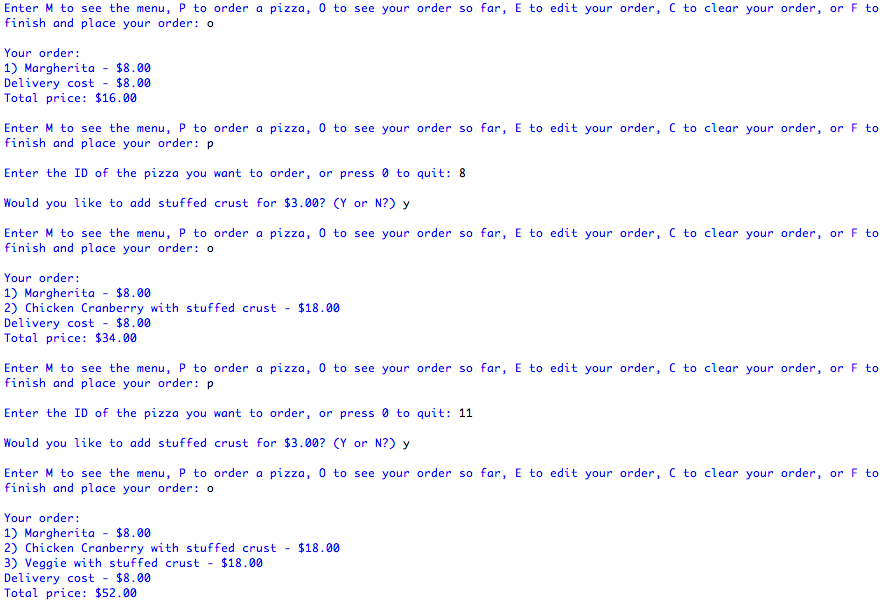 Enter M to see the menu, P to order a pizza, O to see your order so far, E to edit your order, C to clear your order, or F to
finish and place your order: o
Your order:
1) Margherita - $8.00
Delivery cost - $8.00
Total price: $16.00
Enter M to see the menu, P to order a pizza, O to see your order so far, E to edit your order, C to clear your order, or F to
finish and place your order: p
Enter the ID of the pizza you want to order, or press 0 to quit: 8
Would you like to add stuffed crust for $3.00? (Y or N?) y
Enter M to see the menu, P to order a pizza, O to see your order so far, E to edit your order, C to clear your order, or F to
finish and place your order: o
Your order:
1) Margherita - $8.00
2) Chicken Cranberry with stuffed crust - $18.00
Delivery cost - $8.00
Total price: $34.00
Enter M to see the menu, P to order a pizza, O to see your order so far, E to edit your order, C to clear your order, or F to
finish and place your order: p
Enter the ID of the pizza you want to order, or press 0 to quit: 11
Would you like to add stuffed crust for $3.00? (Y or N?) y
Enter M to see the menu, P to order a pizza, O to see your order so far, E to edit your order, C to clear your order, or F to
finish and place your order: o
Your order:
1) Margherita - $8.00
2) Chicken Cranberry with stuffed crust - $18.00
3) Veggie with stuffed crust - $18.00
Delivery cost - $8.00
Total price: $52.00